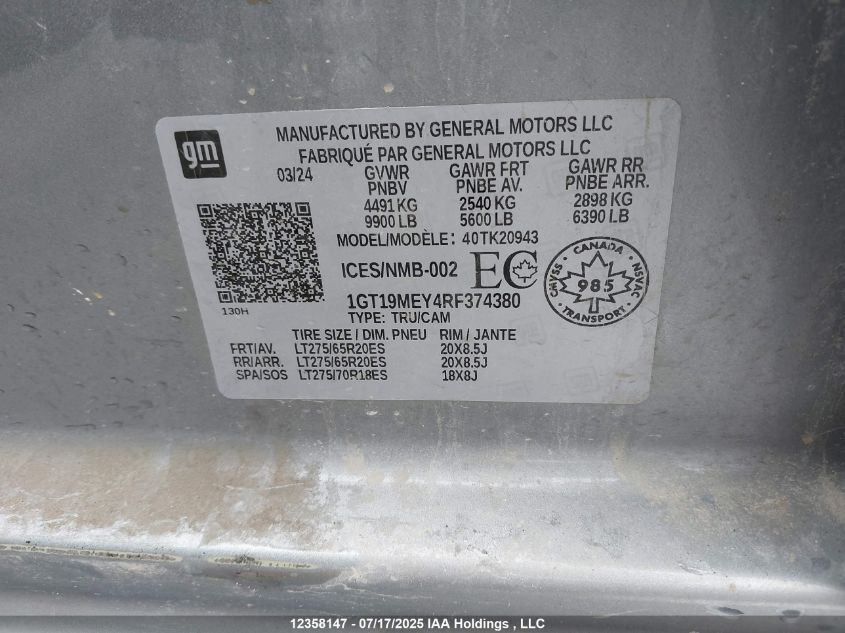 gm
MANUFACTURED BY GENERAL MOTORS LLC
FABRIQUÉ PAR GENERAL MOTORS LLC
03/24 GVWR GAWR FRT GAWR RR
PNBV PNBE AV. PNBE ARR.
4491 KG 2540 KG 2898 KG
9900 LB 5600 LB 6390 LB
MODEL/MODÈLE: 40TK20943
ICES/NMB-002 EC
CANADA
CMVSS 985 NSVAC
TRANSPORT
130H
1GT19MEY4RF374380
TYPE: TRU/CAM
TIRE SIZE / DIM. PNEU RIM / JANTE
FRT/AV. LT275/65R20ES 20X8.5J
RR/ARR. LT275/65R20ES 20X8.5J
SPA/SOS LT275/70R18ES 18X8J
12358147 - 07/17/2025 IAA Holdings , LLC